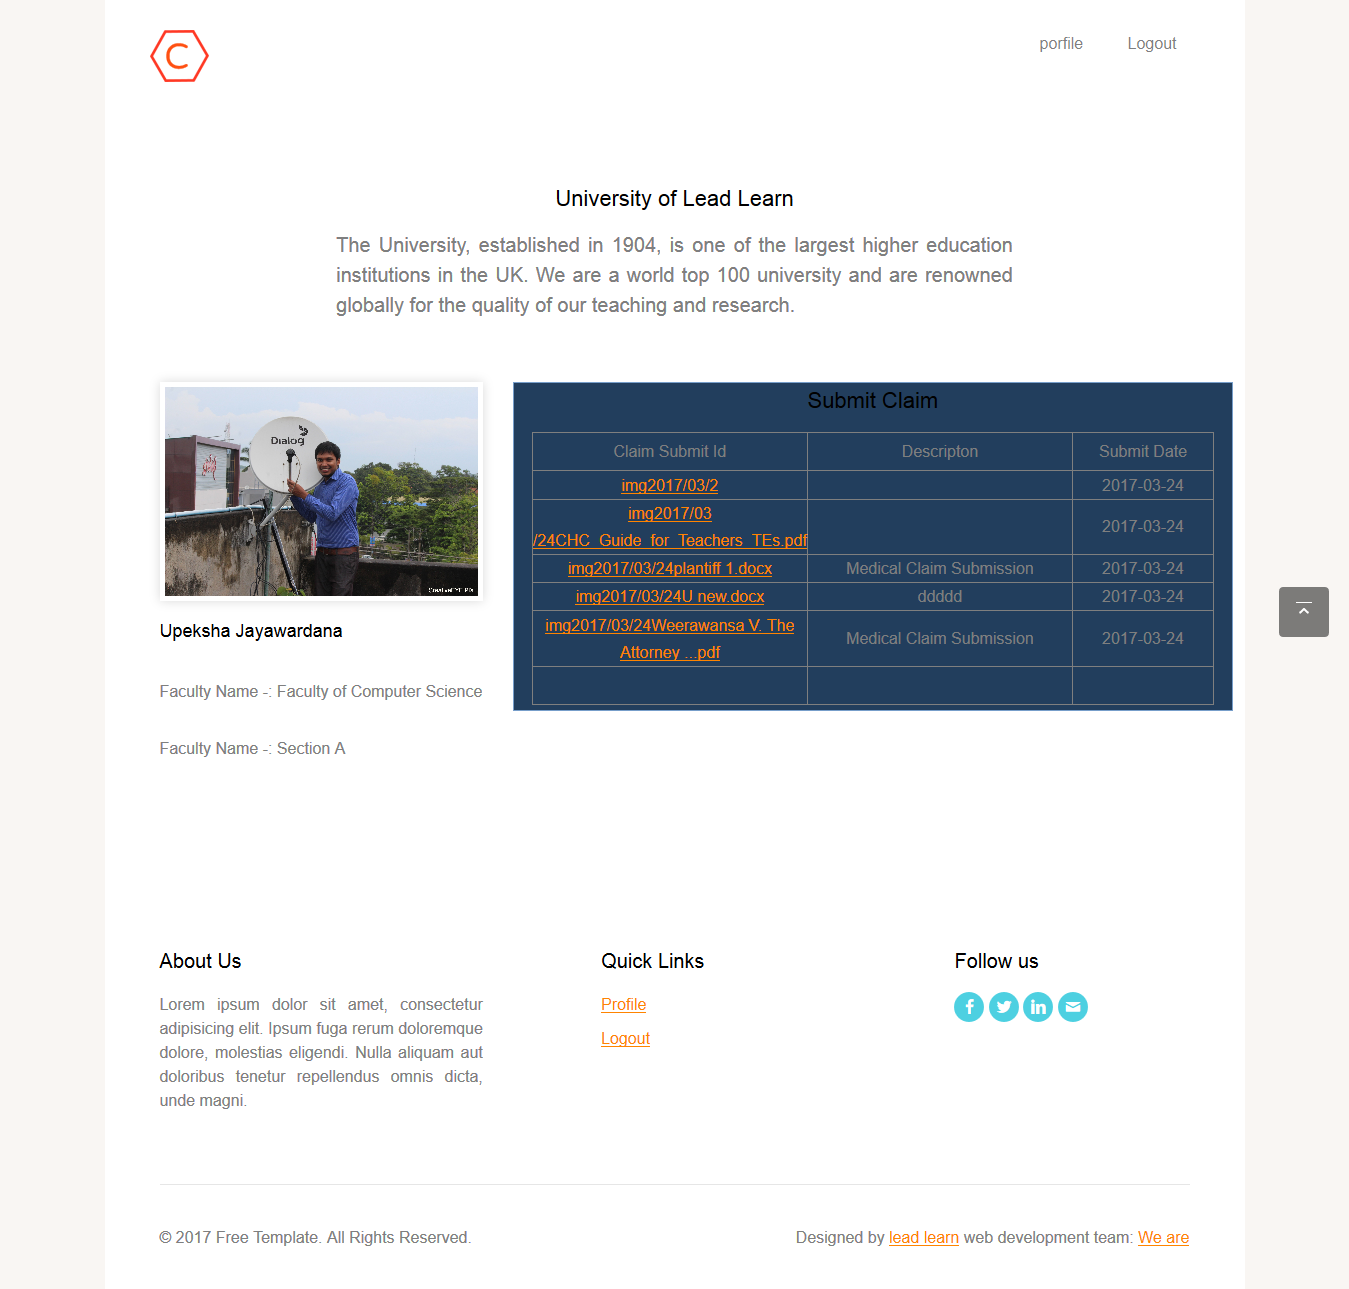 C
porfile
Logout
University of Lead Learn
The University, established in 1904, is one of the largest higher education
institutions in the UK. We are a world top 100 university and are renowned
globally for the quality of our teaching and research.
Dialog
Upeksha Jayawardana
Faculty Name -: Faculty of Computer Science
Faculty Name -: Section A
Submit Claim
Claim Submit Id Descripton Submit Date
img2017/03/2 2017-03-24
img2017/03
/24CHC_Guide_for_Teachers_TEs.pdf 2017-03-24
img2017/03/24plantiff 1.docx Medical Claim Submission 2017-03-24
img2017/03/24U new.docx ddddd 2017-03-24
img2017/03/24Weerawansa V. The
Attorney ...pdf Medical Claim Submission 2017-03-24
About Us
Lorem ipsum dolor sit amet, consectetur
adipisicing elit. Ipsum fuga rerum doloremque
dolore, molestias eligendi. Nulla aliquam aut
doloribus tenetur repellendus omnis dicta,
unde magni.
Quick Links
Profile
Logout
Follow us
© 2017 Free Template. All Rights Reserved.
Designed by lead learn web development team: We are